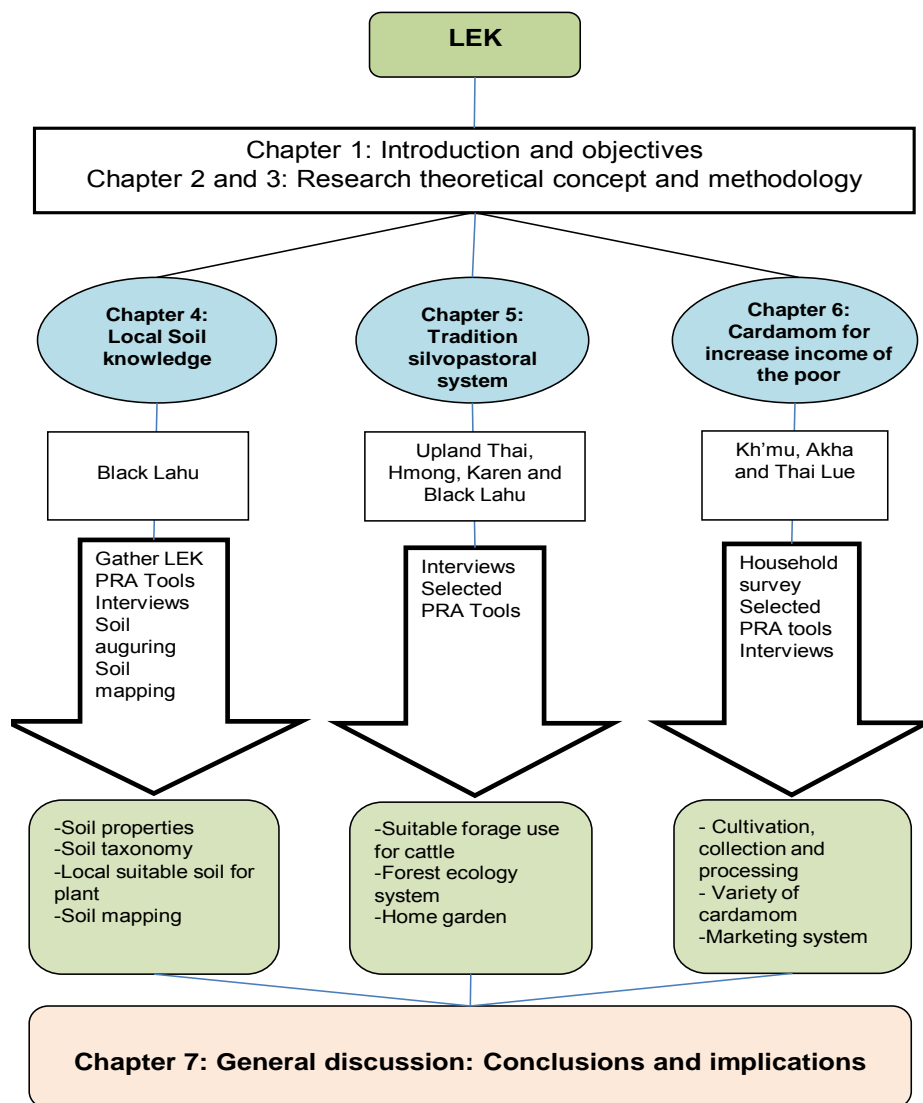 LEK
Chapter 1: Introduction and objectives
Chapter 2 and 3: Research theoretical concept and methodology
Chapter 4:
Local Soil
knowledge
Chapter 5:
Tradition
silvopastoral
system
Chapter 6:
Cardamom for
increase income of
the poor
Black Lahu
Upland Thai,
Hmong, Karen and
Black Lahu
Kh'mu, Akha
and Thai Lue
Gather LEK
PRA Tools
Interviews
Soil
auguring
Soil
mapping
Interviews
Selected
PRA Tools
Household
survey
Selected
PRA tools
Interviews
-Soil properties
-Soil taxonomy
-Local suitable soil for
plant
-Soil mapping
-Suitable forage use
for cattle
-Forest ecology
system
-Home garden
- Cultivation,
collection and
processing
- Variety of
cardamom
-Marketing system
Chapter 7: General discussion: Conclusions and implications